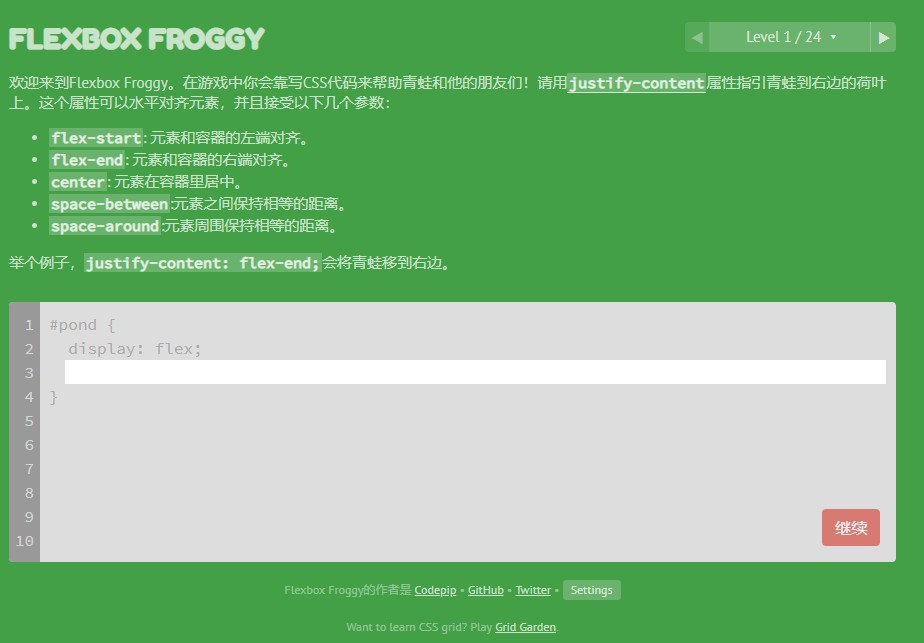 FLEXBOX FROGGY
◀ Level 1 / 24 ▾ ▶
欢迎来到Flexbox Froggy。在游戏中你会靠写CSS代码来帮助青蛙和他的朋友们！请用justify-content属性指引青蛙到右边的荷叶
上。这个属性可以水平对齐元素，并且接受以下几个参数：
• flex-start: 元素和容器的左端对齐。
• flex-end: 元素和容器的右端对齐。
• center: 元素在容器里居中。
• space-between:元素之间保持相等的距离。
• space-around:元素周围保持相等的距离。
举个例子，justify-content: flex-end;会将青蛙移到右边。
1 #pond {
2 display: flex;
3
4 }
5
6
7
8
9
10
继续
Flexbox Froggy的作者是 Codepip • GitHub • Twitter • Settings
Want to learn CSS grid? Play Grid Garden.